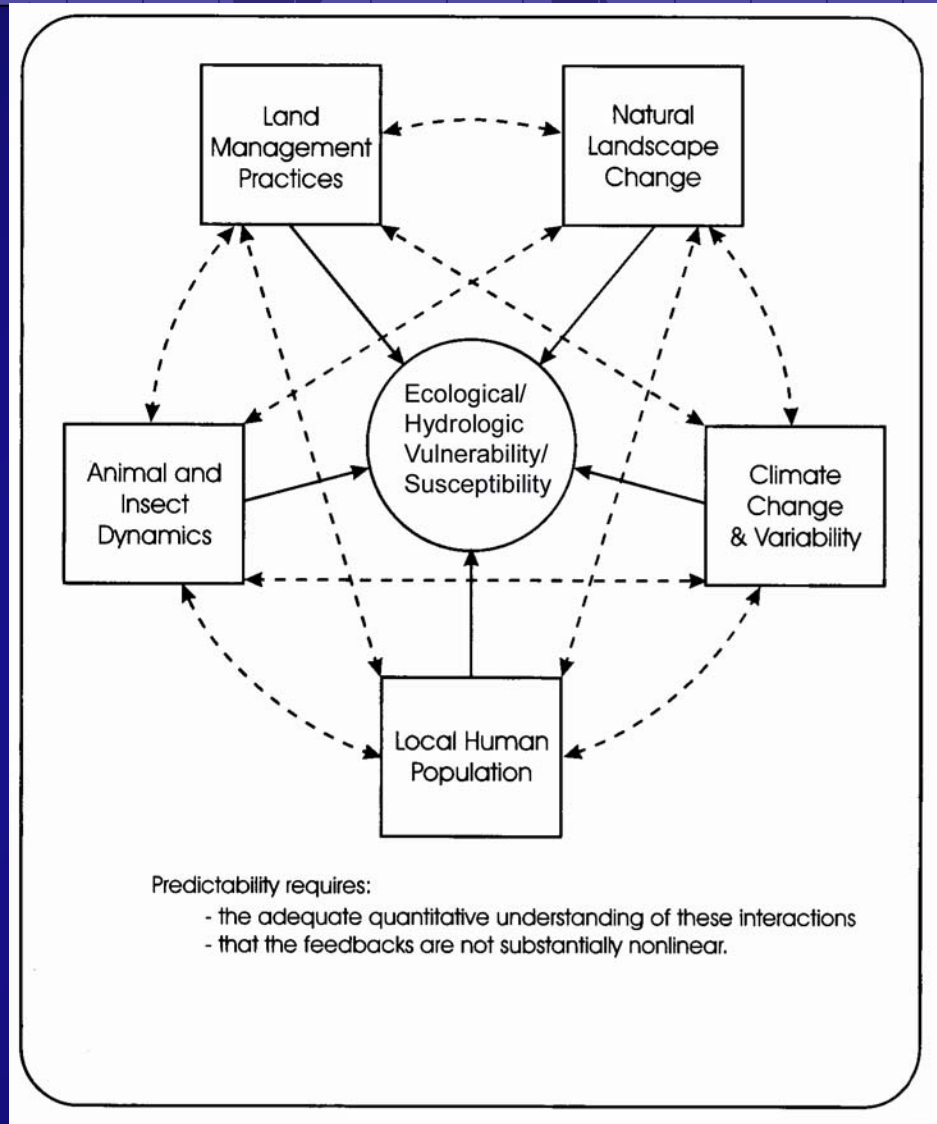 Land
Management
Practices
Natural
Landscape
Change
Ecological/
Hydrologic
Vulnerability/
Susceptibility
Animal and
Insect
Dynamics
Climate
Change
& Variability
Local Human
Population
Predictability requires:
- the adequate quantitative understanding of these interactions
- that the feedbacks are not substantially nonlinear.